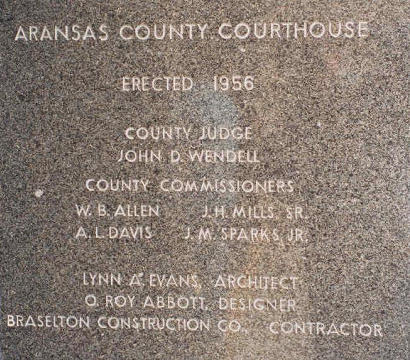 ARANSAS COUNTY COURTHOUSE
ERECTED - 1956
COUNTY JUDGE
JOHN D. WENDELL
COUNTY COMMISSIONERS
W. B. ALLEN J. H. MILLS, SR.
A. L. DAVIS J. M. SPARKS, JR.
LYNN A. EVANS, ARCHITECT
O. ROY ABBOTT, DESIGNER
BRASELTON CONSTRUCTION CO., CONTRACTOR